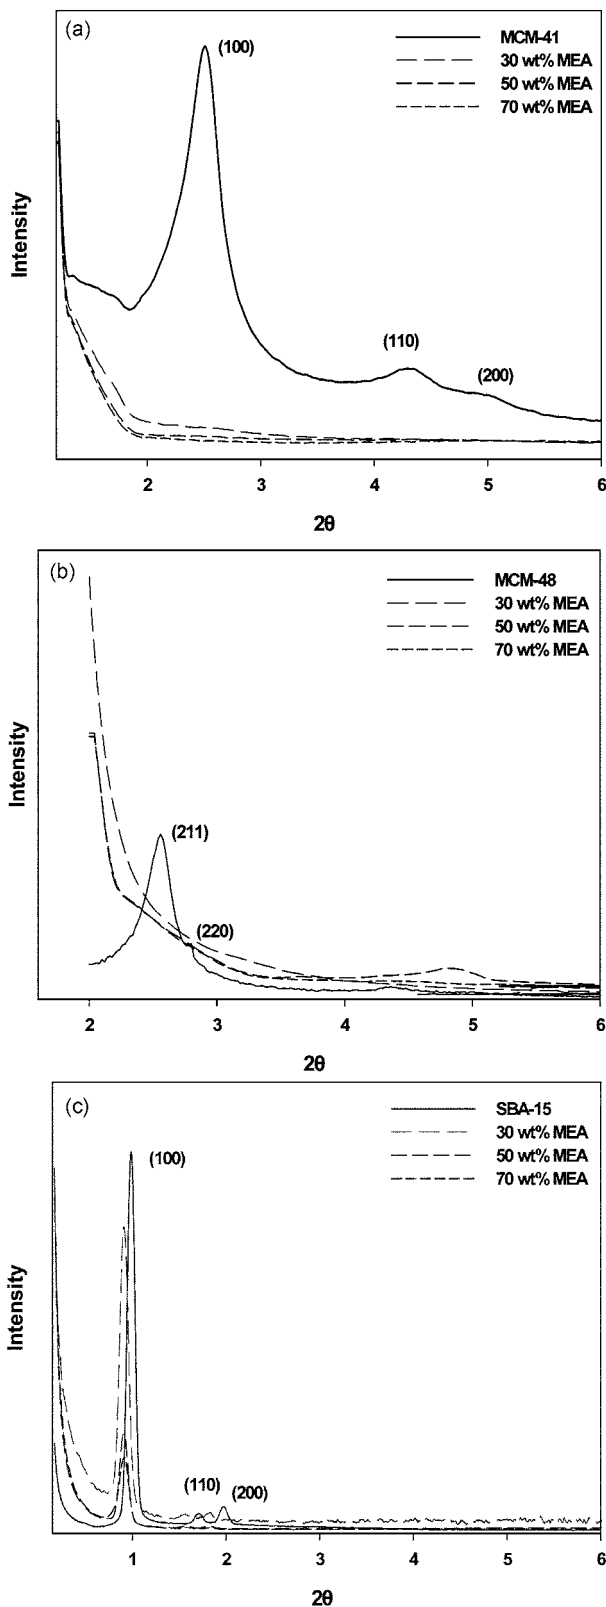 (a)
MCM-41
30 wt% MEA
50 wt% MEA
70 wt% MEA
(100)
(110)
(200)
Intensity
2 3 4 5 6
2θ
(b)
MCM-48
30 wt% MEA
50 wt% MEA
70 wt% MEA
(211)
(220)
Intensity
2 3 4 5 6
2θ
(c)
SBA-15
30 wt% MEA
50 wt% MEA
70 wt% MEA
(100)
(110)
(200)
Intensity
1 2 3 4 5 6
2θ